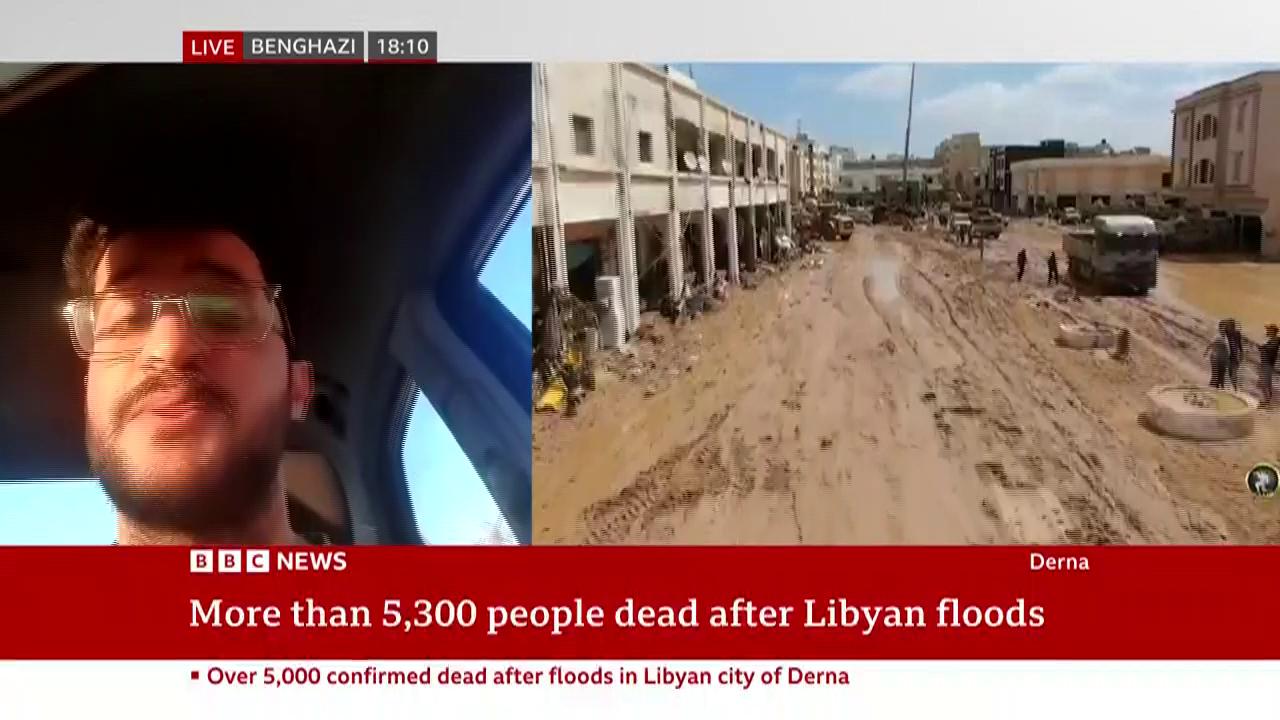 LIVE BENGHAZI 18:10
BBC NEWS
Derna
More than 5,300 people dead after Libyan floods
Over 5,000 confirmed dead after floods in Libyan city of Derna